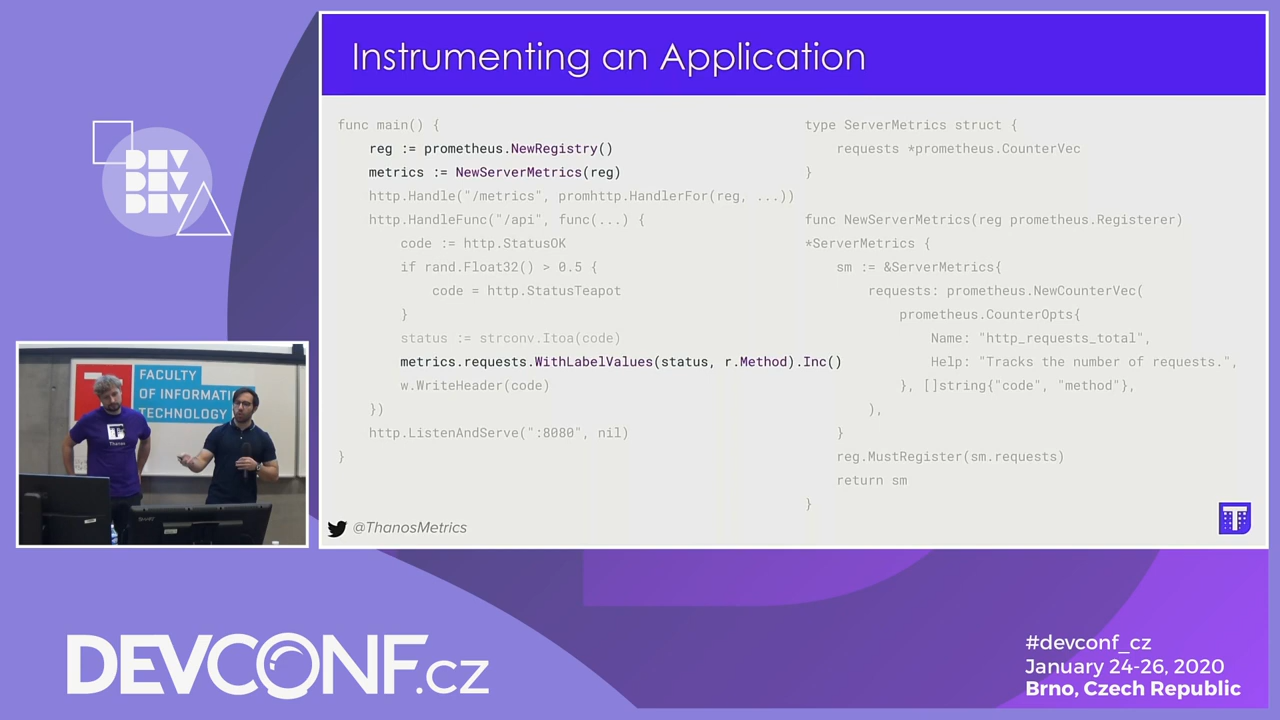 Instrumenting an Application
func main() {
reg := prometheus.NewRegistry()
metrics := NewServerMetrics(reg)
http.Handle("/metrics", promhttp.HandlerFor(reg, ...))
http.HandleFunc("/api", func(...) {
code := http.StatusOK
if rand.Float32() > 0.5 {
code = http.StatusTeapot
}
status := strconv.Itoa(code)
metrics.requests.WithLabelValues(status, r.Method).Inc()
w.WriteHeader(code)
})
http.ListenAndServe(":8080", nil)
}
type ServerMetrics struct {
requests *prometheus.CounterVec
}
func NewServerMetrics(reg prometheus.Registerer)
*ServerMetrics {
sm := &ServerMetrics{
requests: prometheus.NewCounterVec(
prometheus.CounterOpts{
Name: "http_requests_total",
Help: "Tracks the number of requests.",
}, []string{"code", "method"},
),
}
reg.MustRegister(sm.requests)
return sm
}
@ThanosMetrics
T
DEV
DEV
DEV
FACULTY
OF INFORMATI
TECHNOLOGY
Thanos
DEVCONF.cz
#devconf_cz
January 24-26, 2020
Brno, Czech Republic